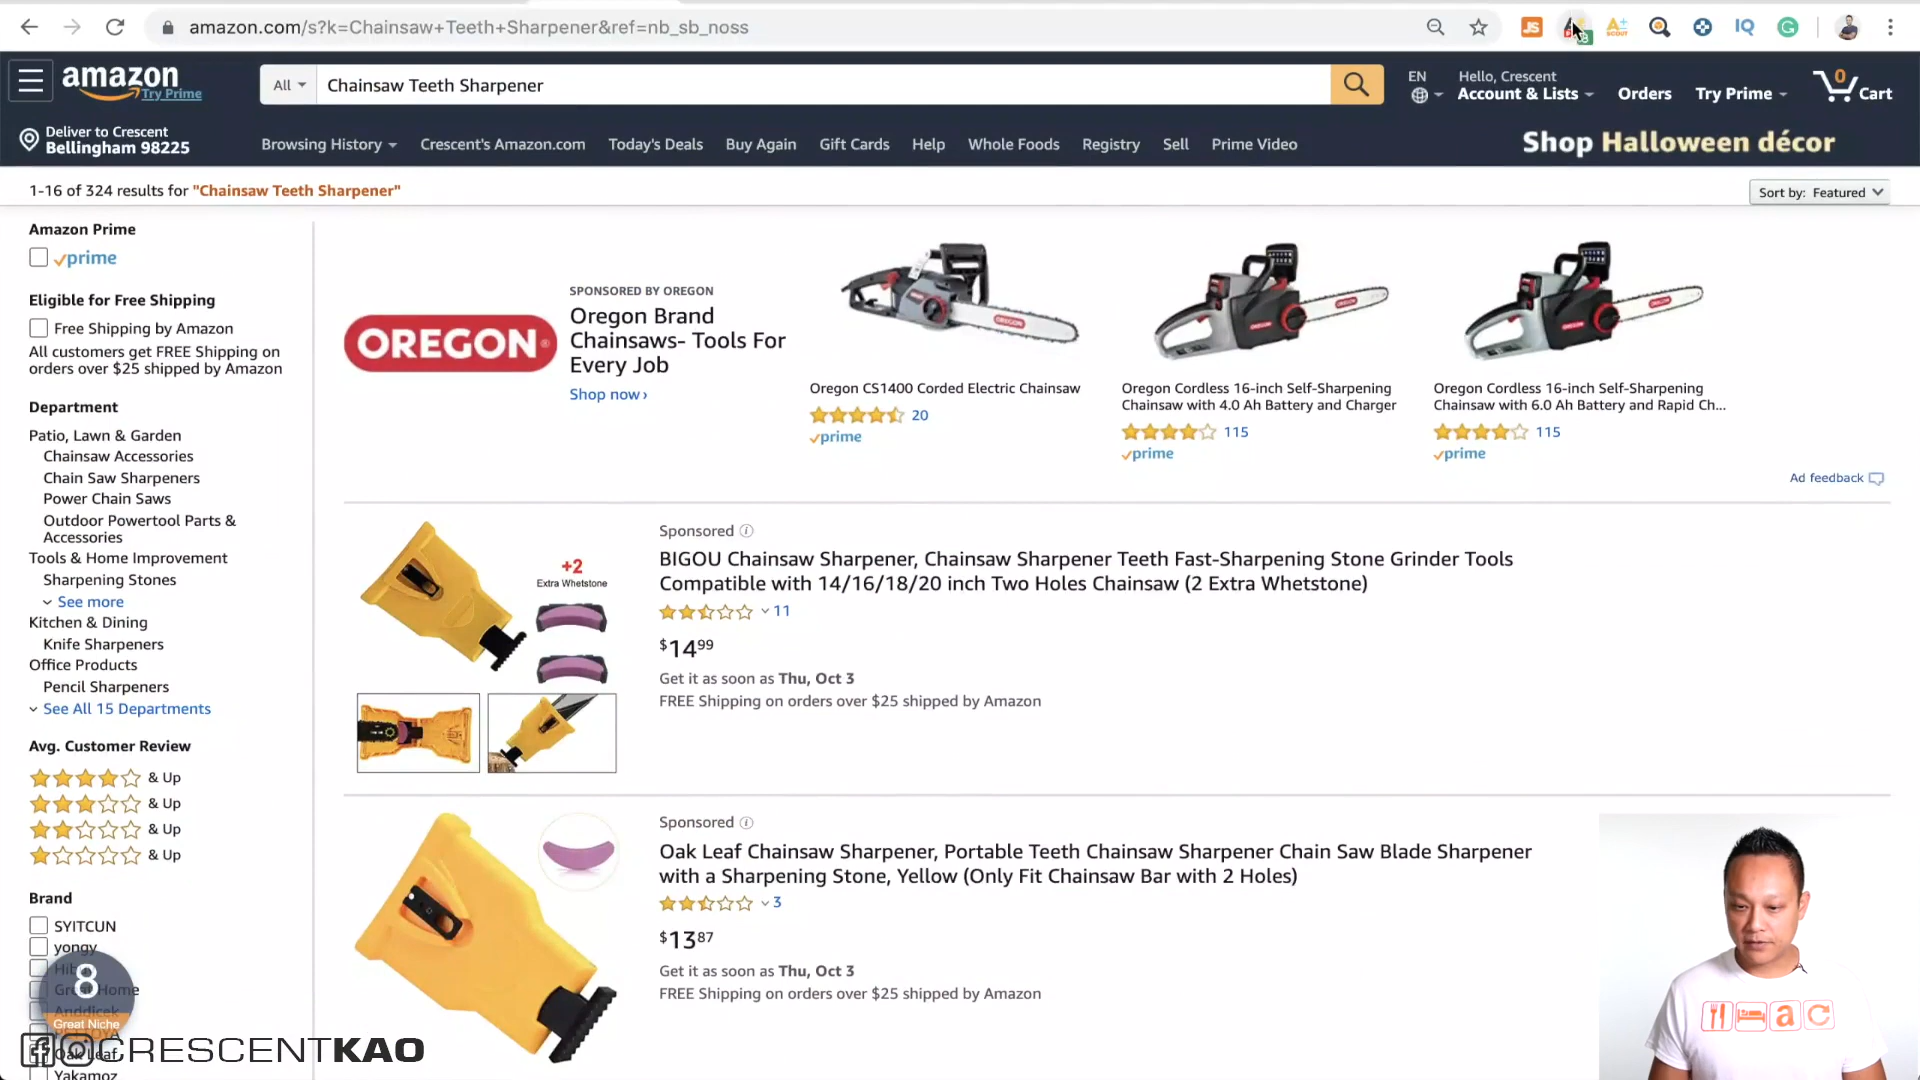 amazon.com/s?k=Chainsaw+Teeth+Sharpener&ref=nb_sb_noss
JS
8
A+
SCOUT
IQ
amazon
Try Prime
All
Chainsaw Teeth Sharpener
EN
Hello, Crescent
Account & Lists
Orders
Try Prime
0
Cart
Deliver to Crescent
Bellingham 98225
Browsing History
Crescent's Amazon.com
Today's Deals
Buy Again
Gift Cards
Help
Whole Foods
Registry
Sell
Prime Video
Shop Halloween décor
1-16 of 324 results for "Chainsaw Teeth Sharpener"
Sort by: Featured
Amazon Prime
prime
Eligible for Free Shipping
Free Shipping by Amazon
All customers get FREE Shipping on
orders over $25 shipped by Amazon
Department
Patio, Lawn & Garden
Chainsaw Accessories
Chain Saw Sharpeners
Power Chain Saws
Outdoor Powertool Parts &
Accessories
Tools & Home Improvement
Sharpening Stones
See more
Kitchen & Dining
Knife Sharpeners
Office Products
Pencil Sharpeners
See All 15 Departments
Avg. Customer Review
& Up
& Up
& Up
& Up
Brand
SYITCUN
yongy
Great Home
Anddicek
Oak Leaf
Yakamoz
8
Great Niche
CRESCENTKAO
OREGON
SPONSORED BY OREGON
Oregon Brand
Chainsaws- Tools For
Every Job
Shop now ›
OREGON
Oregon CS1400 Corded Electric Chainsaw
20
prime
Oregon Cordless 16-inch Self-Sharpening
Chainsaw with 4.0 Ah Battery and Charger
115
prime
Oregon Cordless 16-inch Self-Sharpening
Chainsaw with 6.0 Ah Battery and Rapid Ch...
115
prime
Ad feedback
+2
Extra Whetstone
Sponsored
BIGOU Chainsaw Sharpener, Chainsaw Sharpener Teeth Fast-Sharpening Stone Grinder Tools
Compatible with 14/16/18/20 inch Two Holes Chainsaw (2 Extra Whetstone)
11
$14 99
Get it as soon as Thu, Oct 3
FREE Shipping on orders over $25 shipped by Amazon
Sponsored
Oak Leaf Chainsaw Sharpener, Portable Teeth Chainsaw Sharpener Chain Saw Blade Sharpener
with a Sharpening Stone, Yellow (Only Fit Chainsaw Bar with 2 Holes)
3
$13 87
Get it as soon as Thu, Oct 3
FREE Shipping on orders over $25 shipped by Amazon
a